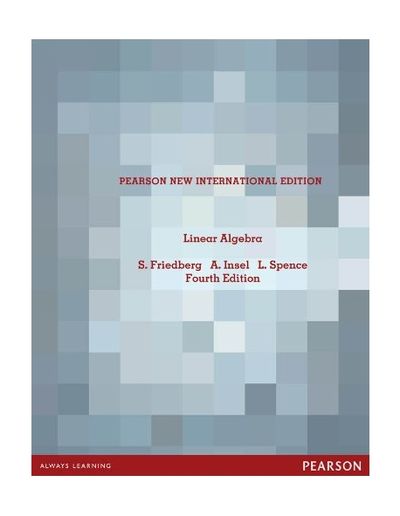 PEARSON NEW INTERNATIONAL EDITION
Linear Algebra
S. Friedberg A. Insel L. Spence
Fourth Edition
ALWAYS LEARNING
PEARSON